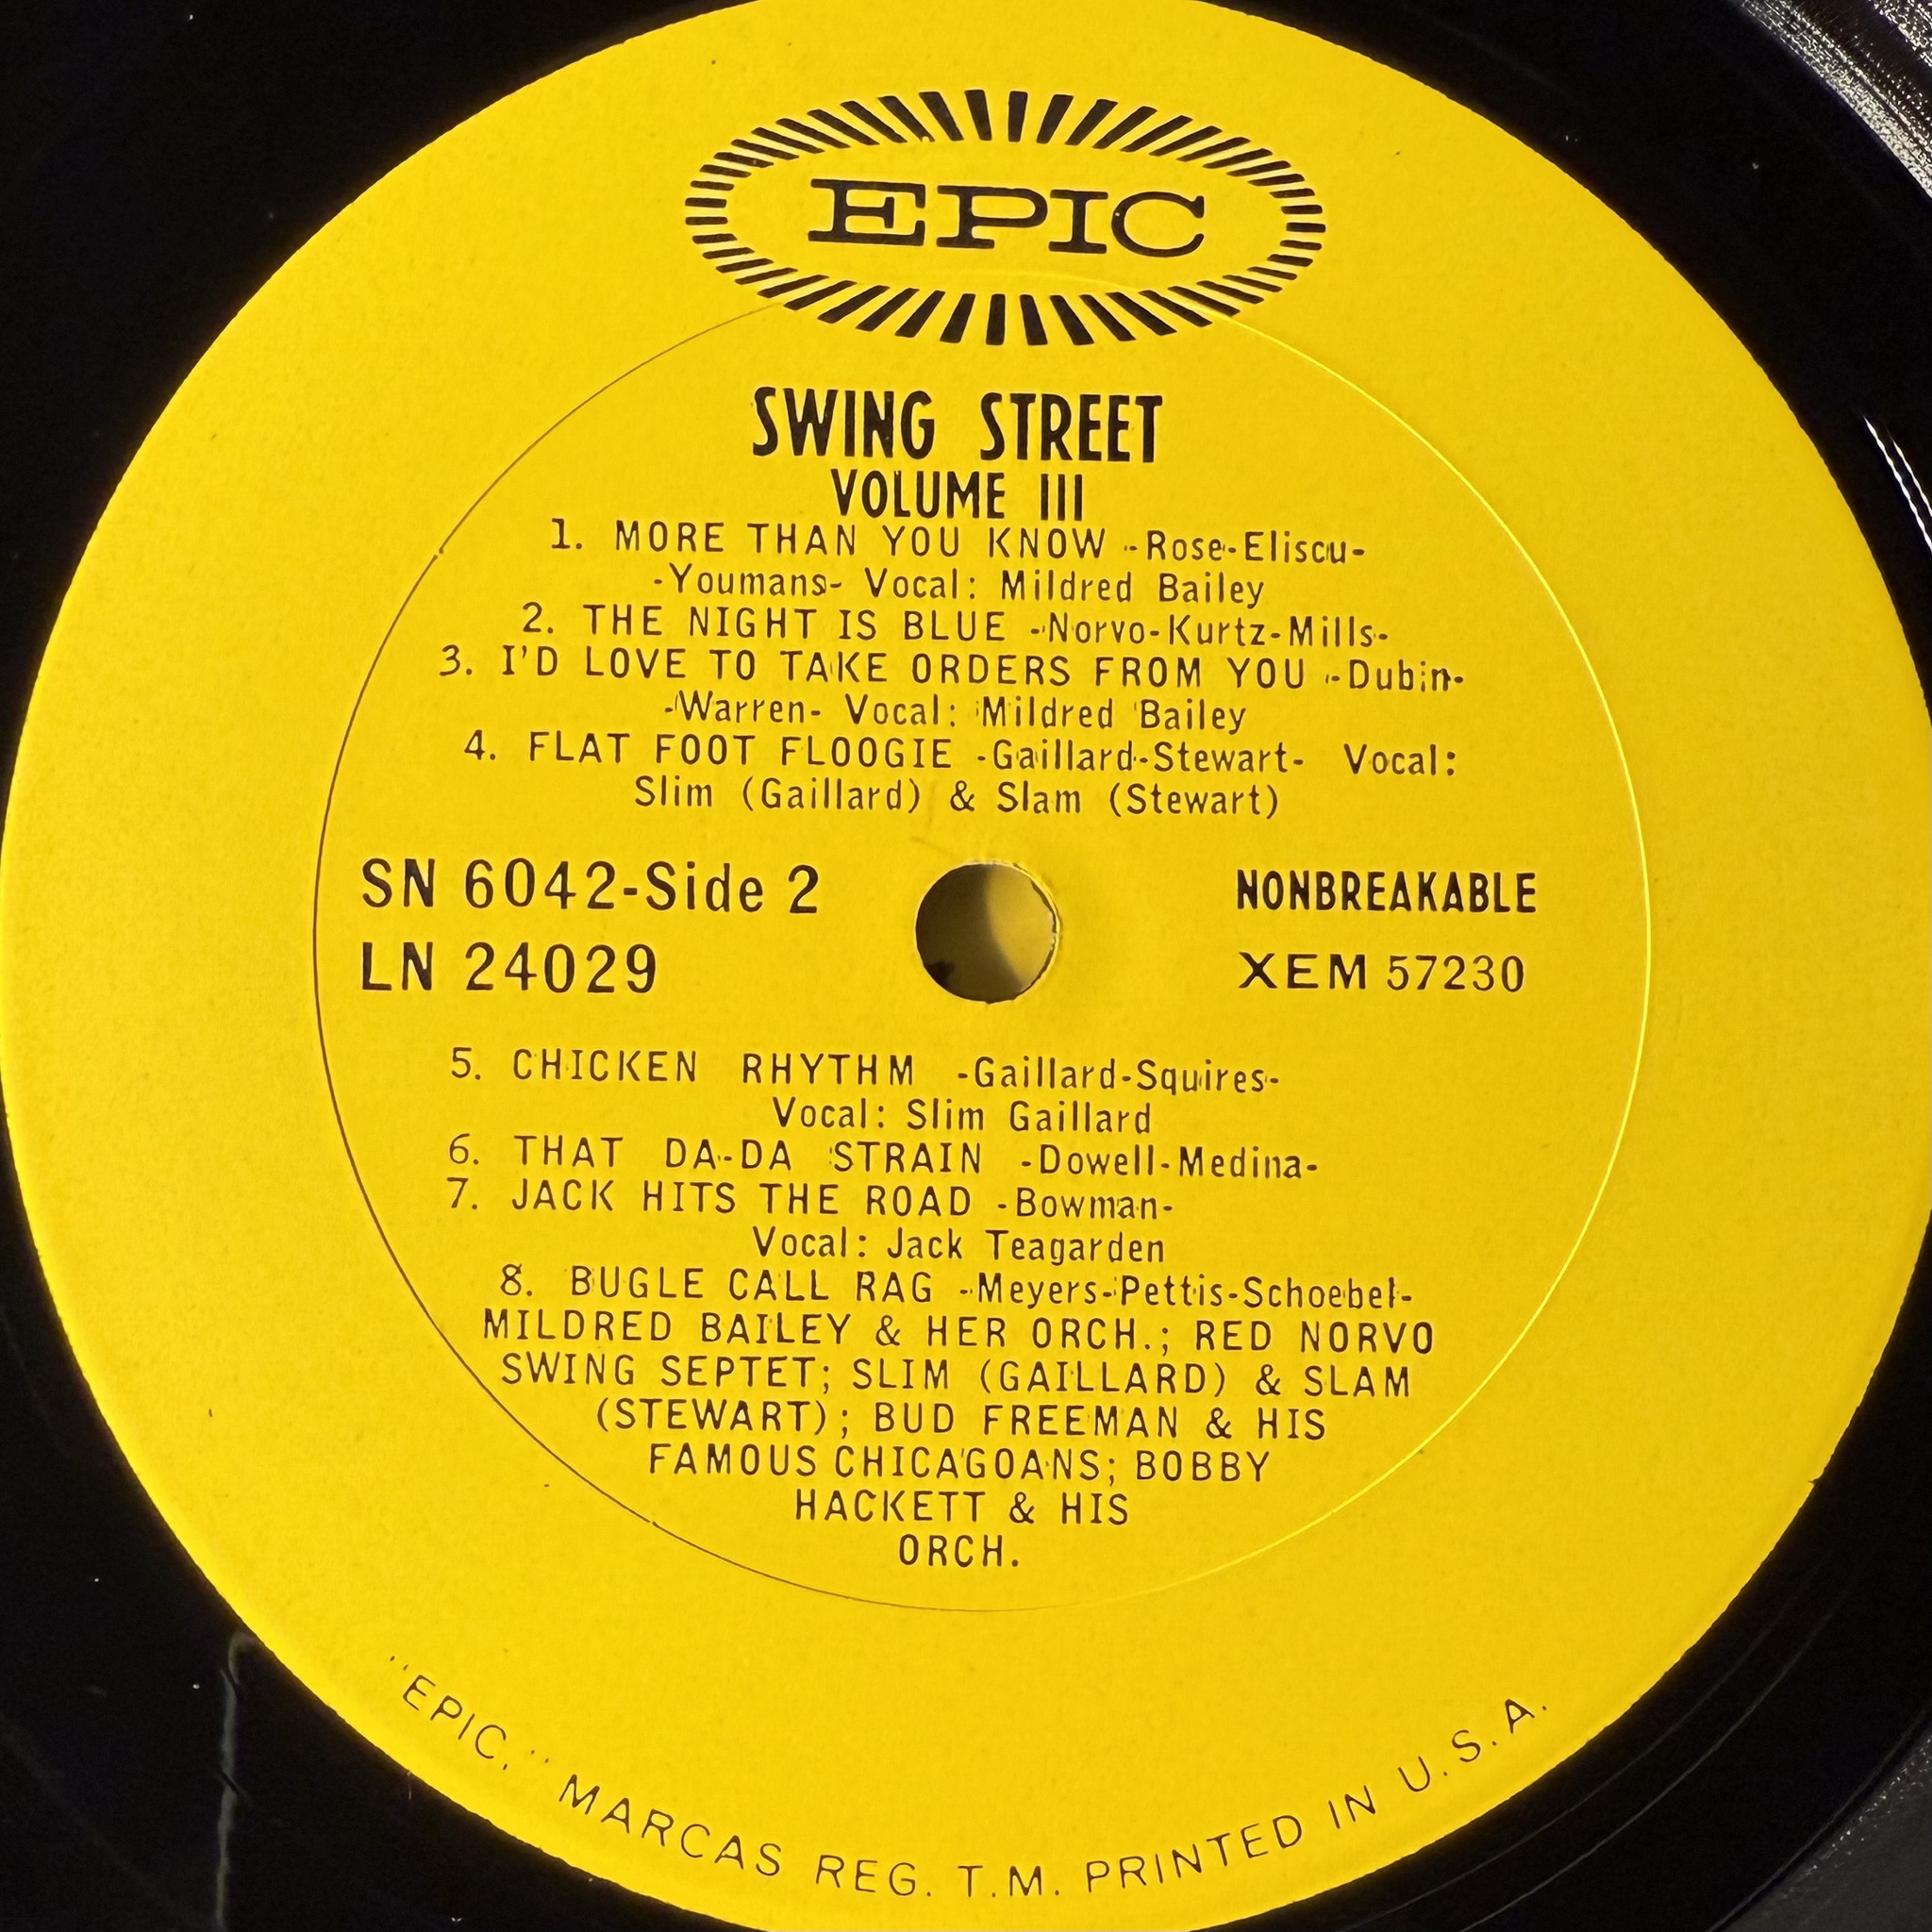 EPIC
SWING STREET
VOLUME III
1. MORE THAN YOU KNOW -Rose-Eliscu-
-Youmans- Vocal: Mildred Bailey
2. THE NIGHT IS BLUE -Norvo-Kurtz-Mills-
3. I'D LOVE TO TAKE ORDERS FROM YOU -Dubin-
-Warren- Vocal: Mildred Bailey
4. FLAT FOOT FLOOGIE -Gaillard-Stewart- Vocal:
Slim (Gaillard) & Slam (Stewart)
SN 6042-Side 2
LN 24029
NONBREAKABLE
XEM 57230
5. CHICKEN RHYTHM -Gaillard-Squires-
Vocal: Slim Gaillard
6. THAT DA-DA STRAIN -Dowell-Medina-
7. JACK HITS THE ROAD -Bowman-
Vocal: Jack Teagarden
8. BUGLE CALL RAG -Meyers-Pettis-Schoebel-
MILDRED BAILEY & HER ORCH.; RED NORVO
SWING SEPTET; SLIM (GAILLARD) & SLAM
(STEWART); BUD FREEMAN & HIS
FAMOUS CHICAGOANS; BOBBY
HACKETT & HIS
ORCH.
"EPIC," MARCAS REG. T.M. PRINTED IN U.S.A.